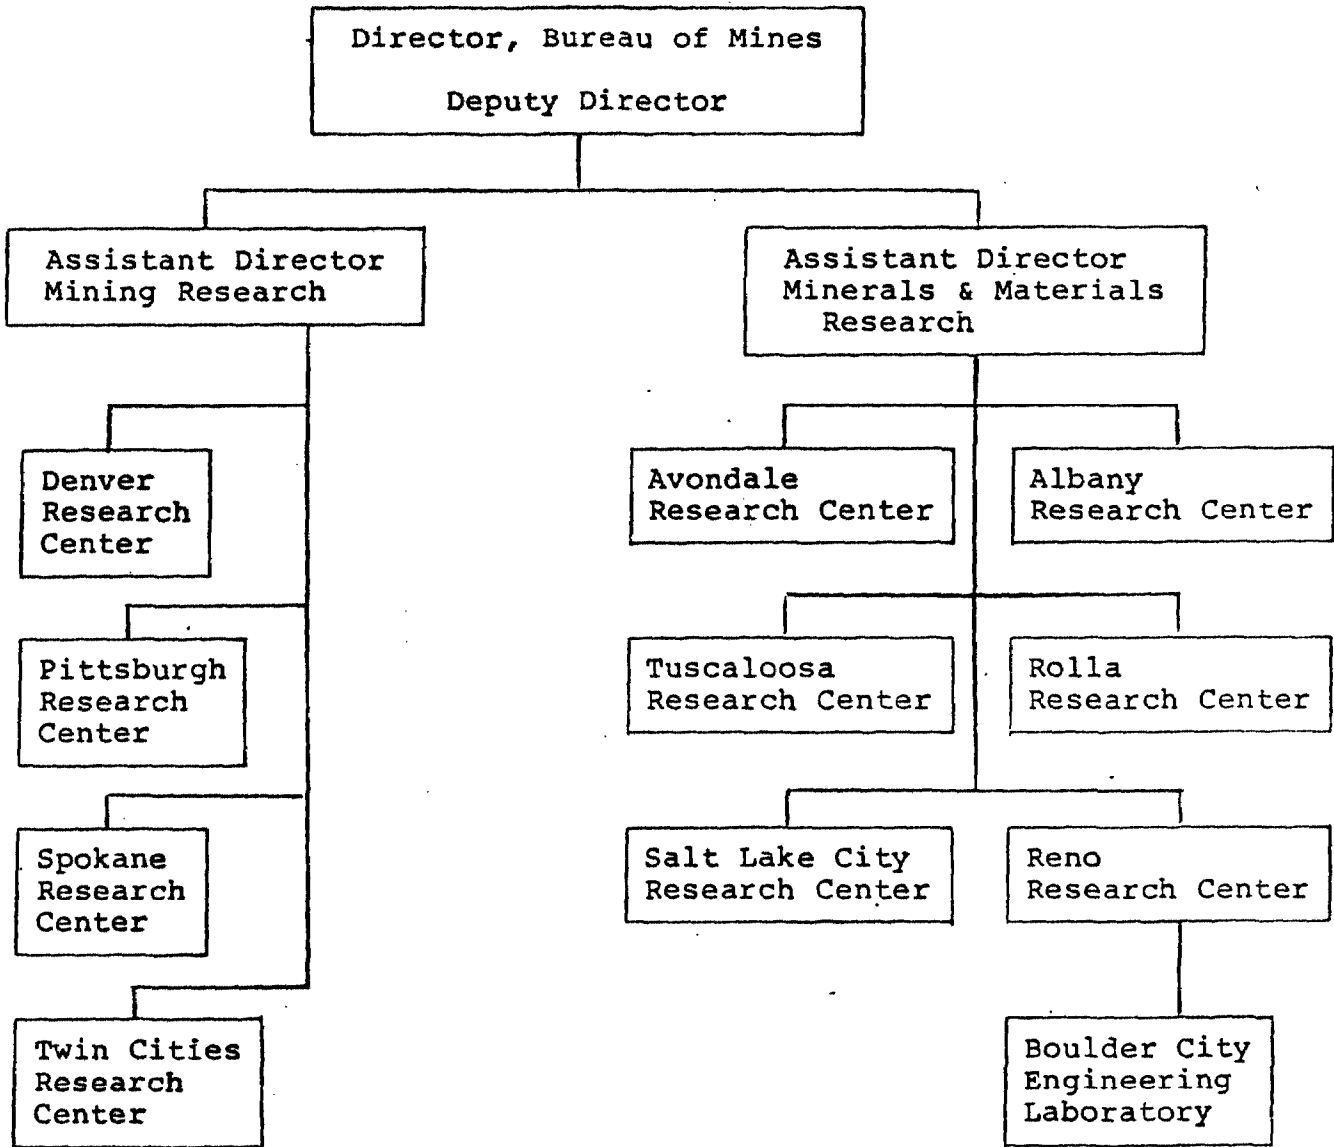 Director, Bureau of Mines
Deputy Director
Assistant Director
Mining Research
Assistant Director
Minerals & Materials
Research
Denver
Research
Center
Avondale
Research Center
Albany
Research Center
Pittsburgh
Research
Center
Tuscaloosa
Research Center
Rolla
Research Center
Spokane
Research
Center
Salt Lake City
Research Center
Reno
Research Center
Twin Cities
Research
Center
Boulder City
Engineering
Laboratory